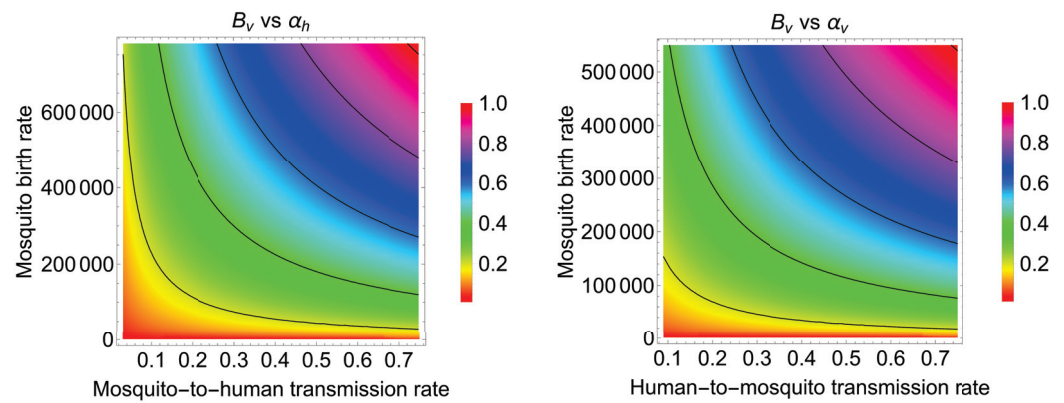 B_v vs α_h
Mosquito birth rate
600 000
400 000
200 000
0
0.1 0.2 0.3 0.4 0.5 0.6 0.7
Mosquito-to-human transmission rate
1.0
0.8
0.6
0.4
0.2
B_v vs α_v
Mosquito birth rate
500 000
400 000
300 000
200 000
100 000
0
0.1 0.2 0.3 0.4 0.5 0.6 0.7
Human-to-mosquito transmission rate
1.0
0.8
0.6
0.4
0.2